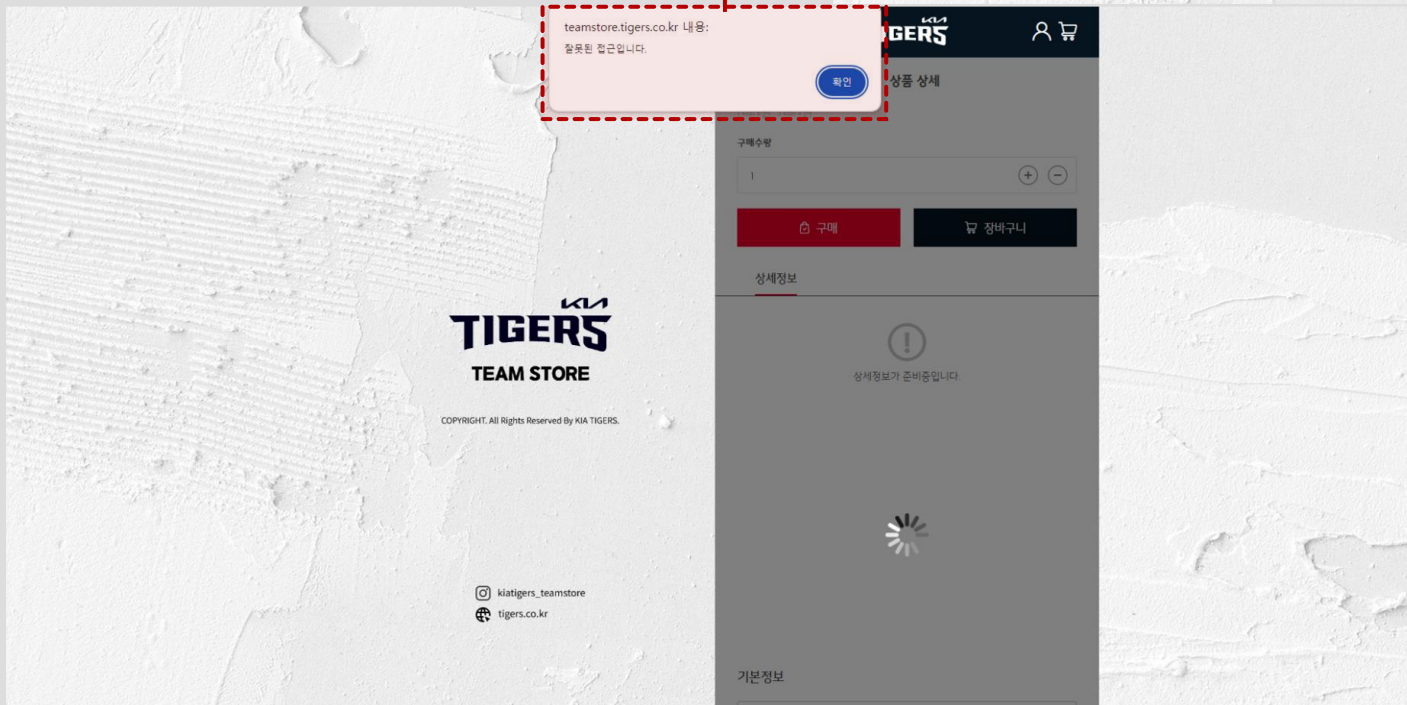 teamstore.tigers.co.kr 내용:
잘못된 접근입니다.
확인
상품 상세
구매수량
1
구매
장바구니
상세정보
KIA
TIGERS
TEAM STORE
상세정보가 준비중입니다.
COPYRIGHT. All Rights Reserved By KIA TIGERS.
kiatigers_teamstore
tigers.co.kr
기본정보